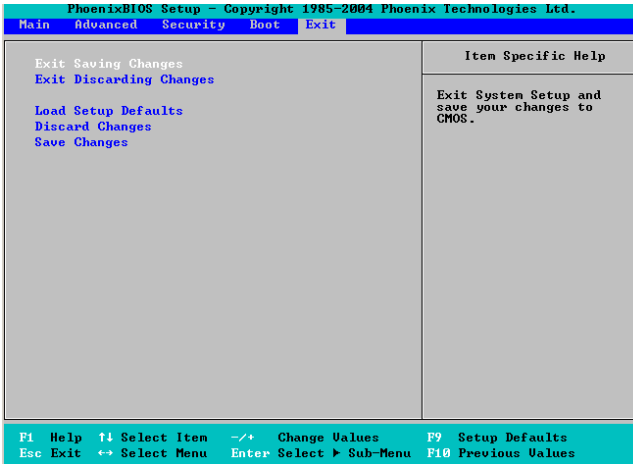 PhoenixBIOS Setup - Copyright 1985-2004 Phoenix Technologies Ltd.
Main Advanced Security Boot Exit
Exit Saving Changes
Exit Discarding Changes
Load Setup Defaults
Discard Changes
Save Changes
Item Specific Help
Exit System Setup and
save your changes to
CMOS.
F1 Help ↑↓ Select Item -/+ Change Values F9 Setup Defaults
Esc Exit ↔ Select Menu Enter Select ▶ Sub-Menu F10 Previous Values